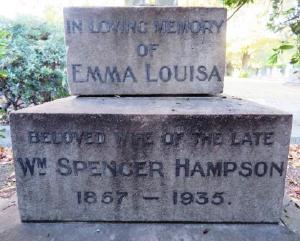 IN LOVING MEMORY
OF
EMMA LOUISA
BELOVED WIFE OF THE LATE
WM SPENCER HAMPSON
1857 — 1935.